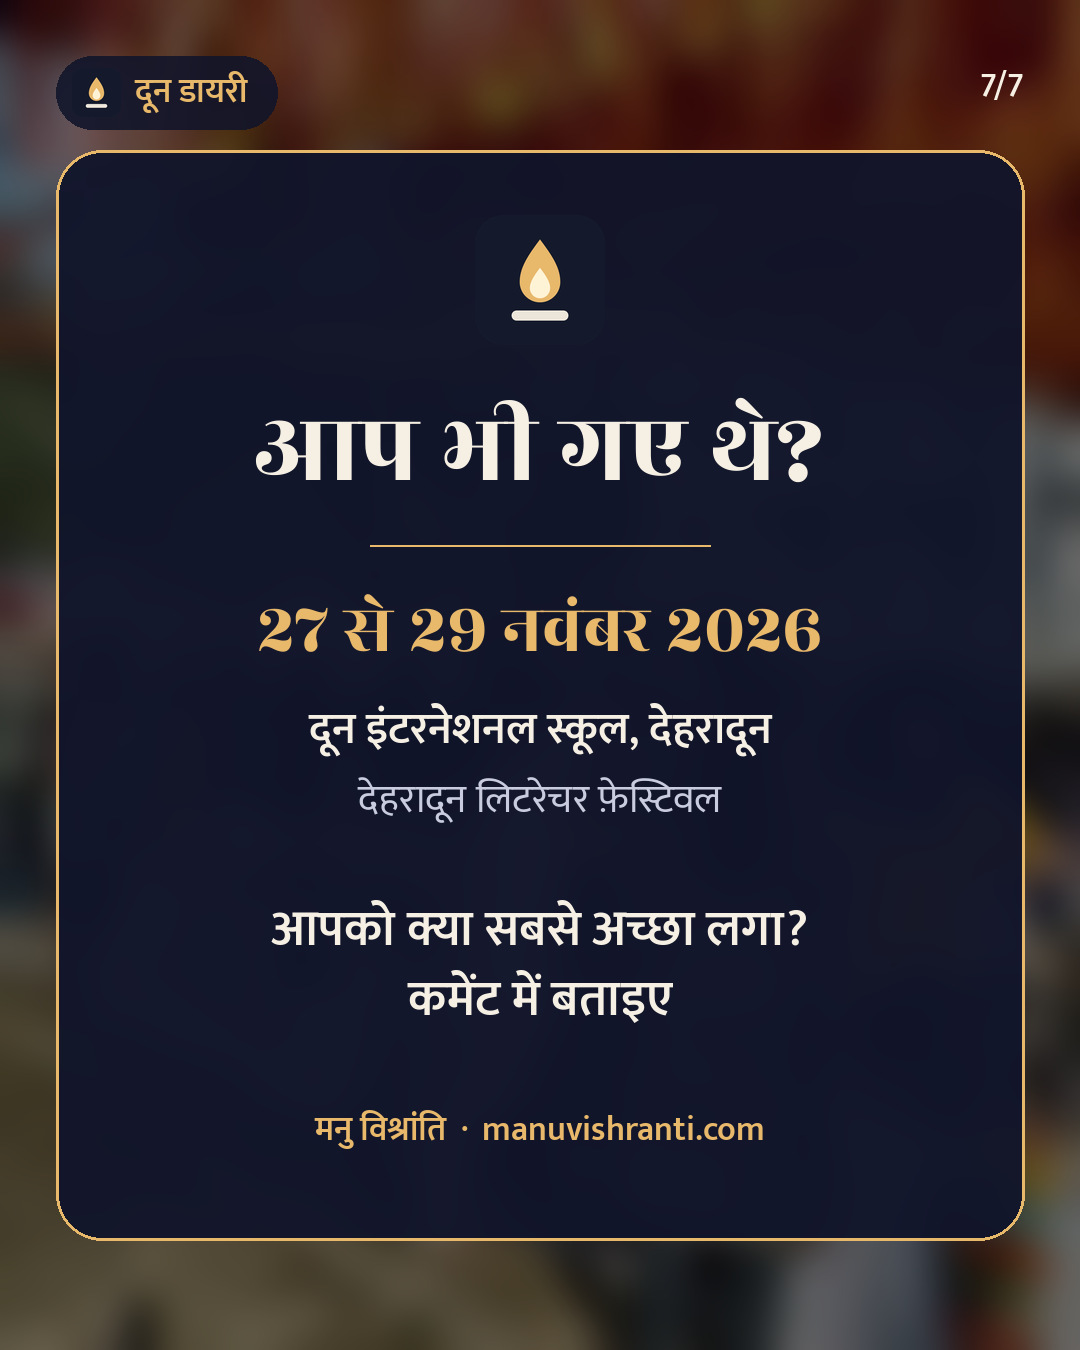 दून डायरी
7/7
आप भी गए थे?
27 से 29 नवंबर 2026
दून इंटरनेशनल स्कूल, देहरादून
देहरादून लिटरेचर फ़ेस्टिवल
आपको क्या सबसे अच्छा लगा?
कमेंट में बताइए
मनु विश्रांति · manuvishranti.com